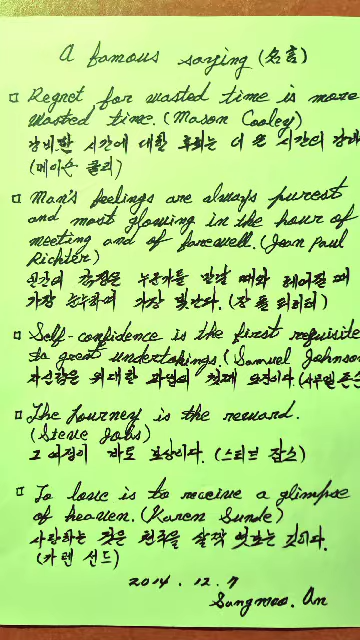 A famous saying (名言)
□ Regret for wasted time is more
wasted time. (Mason Cooley)
낭비한 시간에 대한 후회는 더 큰 시간의 낭비
(메이슨 쿨리)
□ Man's feelings are always purest
and most glowing in the hour of
meeting and of farewell. (Jean Paul
Richter)
인간의 감정은 누군가를 만날 때와 헤어질 때
가장 순수하며 가장 빛난다. (장 폴 리히터)
□ Self-confidence is the first requisite
to great undertakings. (Samuel Johnson
자신감은 위대한 과업의 첫째 요건이다 (사무엘 존슨
□ The journey is the reward.
(Steve Jobs)
그 여정이 바로 보상이다. (스티브 잡스)
□ To love is to receive a glimpse
of heaven. (Karen Sunde)
사랑하는 것은 천국을 살짝 엿보는 것이다.
(카렌 선드)
2014. 12. 7
Sangmoo. An